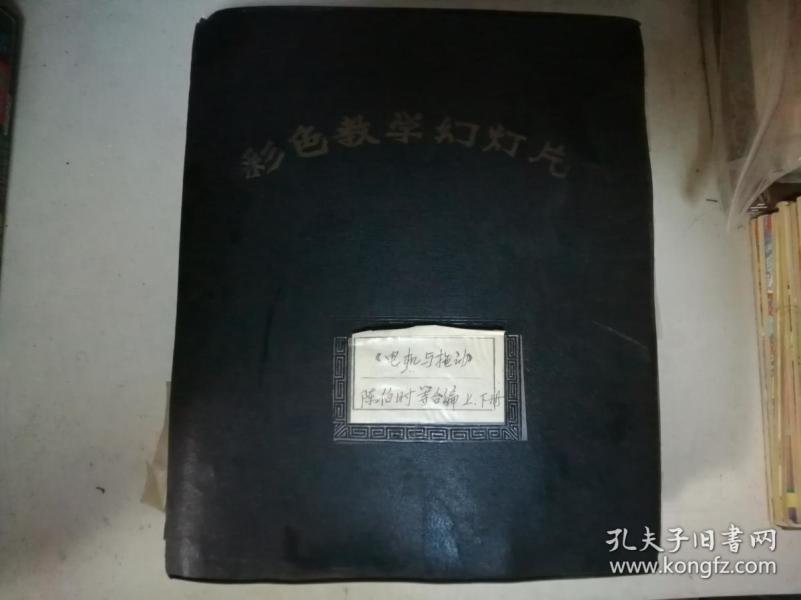 彩色教学幻灯片
《电机与拖动》
陈伯时等合编 上.下册
孔夫子旧书网
www.kongfz.com